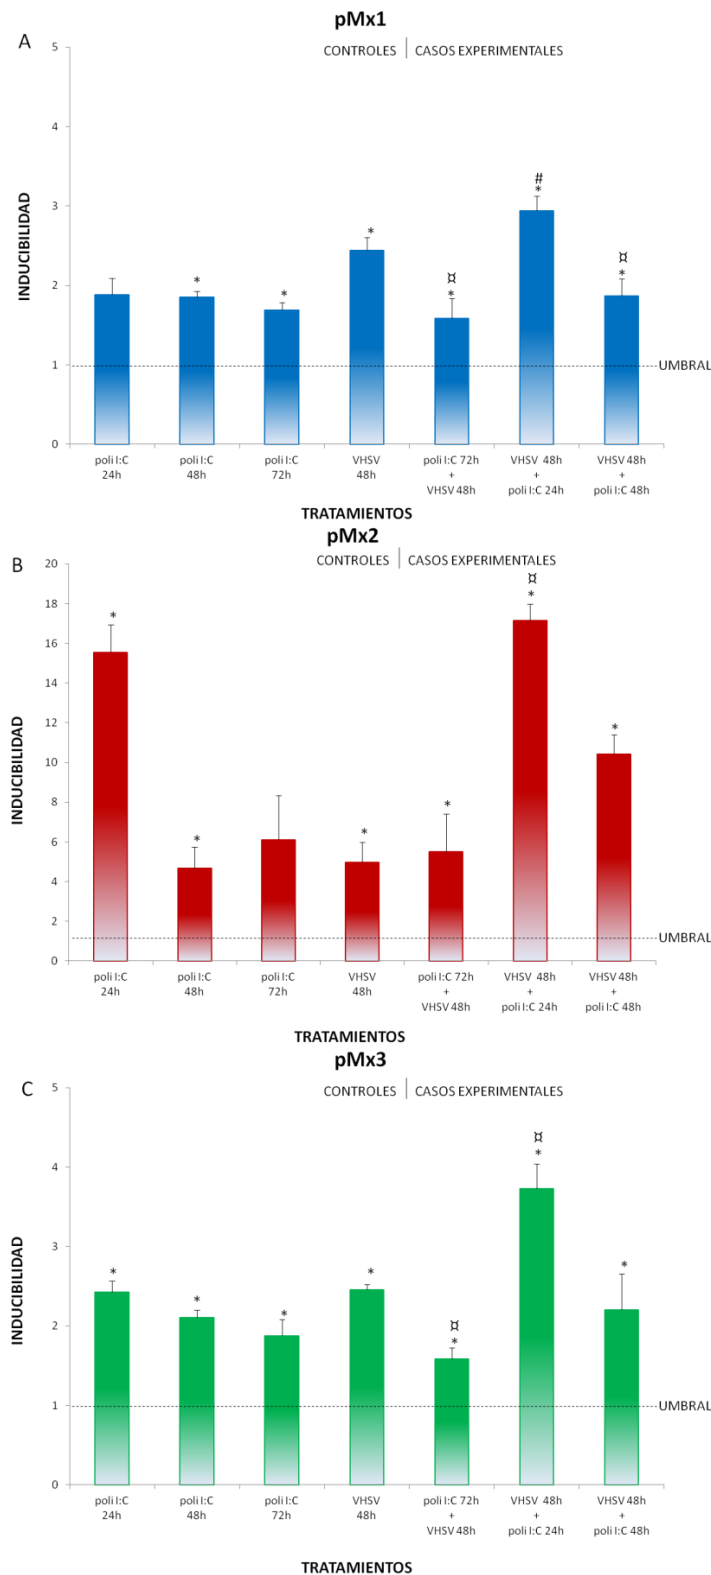 pMx1
A
CONTROLES | CASOS EXPERIMENTALES
5
4
3
2
1
0
INDUCIBILIDAD
*
*
*
¤
*
#
*
¤
*
UMBRAL
poli I:C
24h
poli I:C
48h
poli I:C
72h
VHSV
48h
poli I:C 72h
+
VHSV 48h
VHSV 48h
+
poli I:C 24h
VHSV 48h
+
poli I:C 48h
TRATAMIENTOS
pMx2
B
CONTROLES | CASOS EXPERIMENTALES
20
18
16
14
12
10
8
6
4
2
0
INDUCIBILIDAD
*
*
*
*
¤
*
*
UMBRAL
poli I:C
24h
poli I:C
48h
poli I:C
72h
VHSV
48h
poli I:C 72h
+
VHSV 48h
VHSV 48h
+
poli I:C 24h
VHSV 48h
+
poli I:C 48h
TRATAMIENTOS
pMx3
C
CONTROLES | CASOS EXPERIMENTALES
5
4
3
2
1
0
INDUCIBILIDAD
*
*
*
*
¤
*
¤
*
*
UMBRAL
poli I:C
24h
poli I:C
48h
poli I:C
72h
VHSV
48h
poli I:C 72h
+
VHSV 48h
VHSV 48h
+
poli I:C 24h
VHSV 48h
+
poli I:C 48h
TRATAMIENTOS